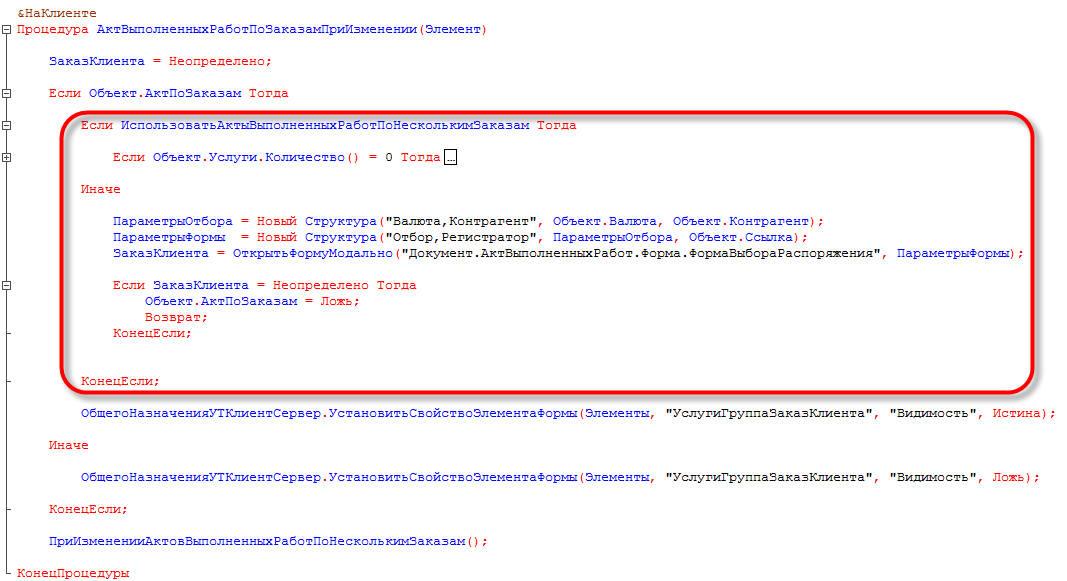 &НаКлиенте
Процедура АктВыполненныхРаботПоЗаказамПриИзменении(Элемент)
ЗаказКлиента = Неопределено;
Если Объект.АктПоЗаказам Тогда
Если ИспользоватьАктыВыполненныхРаботПоНесколькимЗаказам Тогда
Если Объект.Услуги.Количество() = 0 Тогда ...
Иначе
ПараметрыОтбора = Новый Структура("Валюта,Контрагент", Объект.Валюта, Объект.Контрагент);
ПараметрыФормы  = Новый Структура("Отбор,Регистратор", ПараметрыОтбора, Объект.Ссылка);
ЗаказКлиента = ОткрытьФормуМодально("Документ.АктВыполненныхРабот.Форма.ФормаВыбораРаспоряжения", ПараметрыФормы);
Если ЗаказКлиента = Неопределено Тогда
Объект.АктПоЗаказам = Ложь;
Возврат;
КонецЕсли;
КонецЕсли;
ОбщегоНазначенияУТКлиентСервер.УстановитьСвойствоЭлементаФормы(Элементы, "УслугиГруппаЗаказКлиента", "Видимость", Истина);
Иначе
ОбщегоНазначенияУТКлиентСервер.УстановитьСвойствоЭлементаФормы(Элементы, "УслугиГруппаЗаказКлиента", "Видимость", Ложь);
КонецЕсли;
ПриИзмененииАктовВыполненныхРаботПоНесколькимЗаказам();
КонецПроцедуры